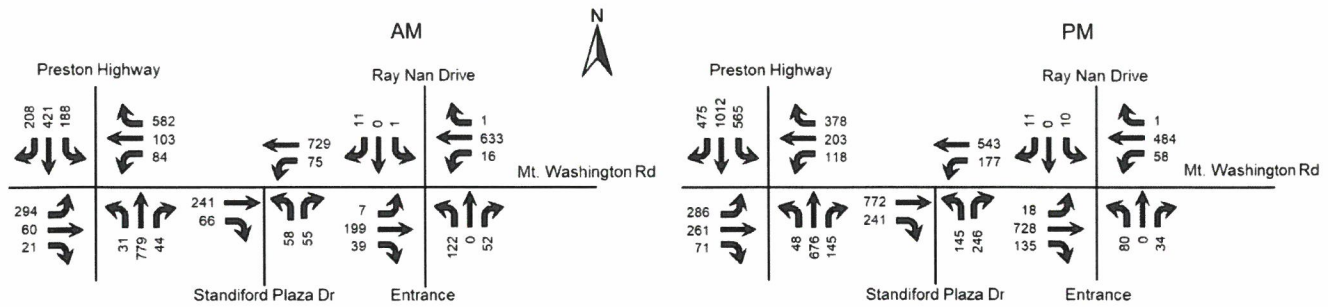 N
AM
Preston Highway
Ray Nan Drive
208 421 188
582
103
84
729
75
11 0 1
1
633
16
294
60
21
31 779 44
241
66
58 55
7
199
39
122 0 52
Mt. Washington Rd
Standiford Plaza Dr
Entrance
PM
Preston Highway
Ray Nan Drive
475 1012 565
378
203
118
543
177
11 0 10
1
484
58
286
261
71
48 676 145
772
241
145 246
18
728
135
80 0 34
Mt. Washington Rd
Standiford Plaza Dr
Entrance